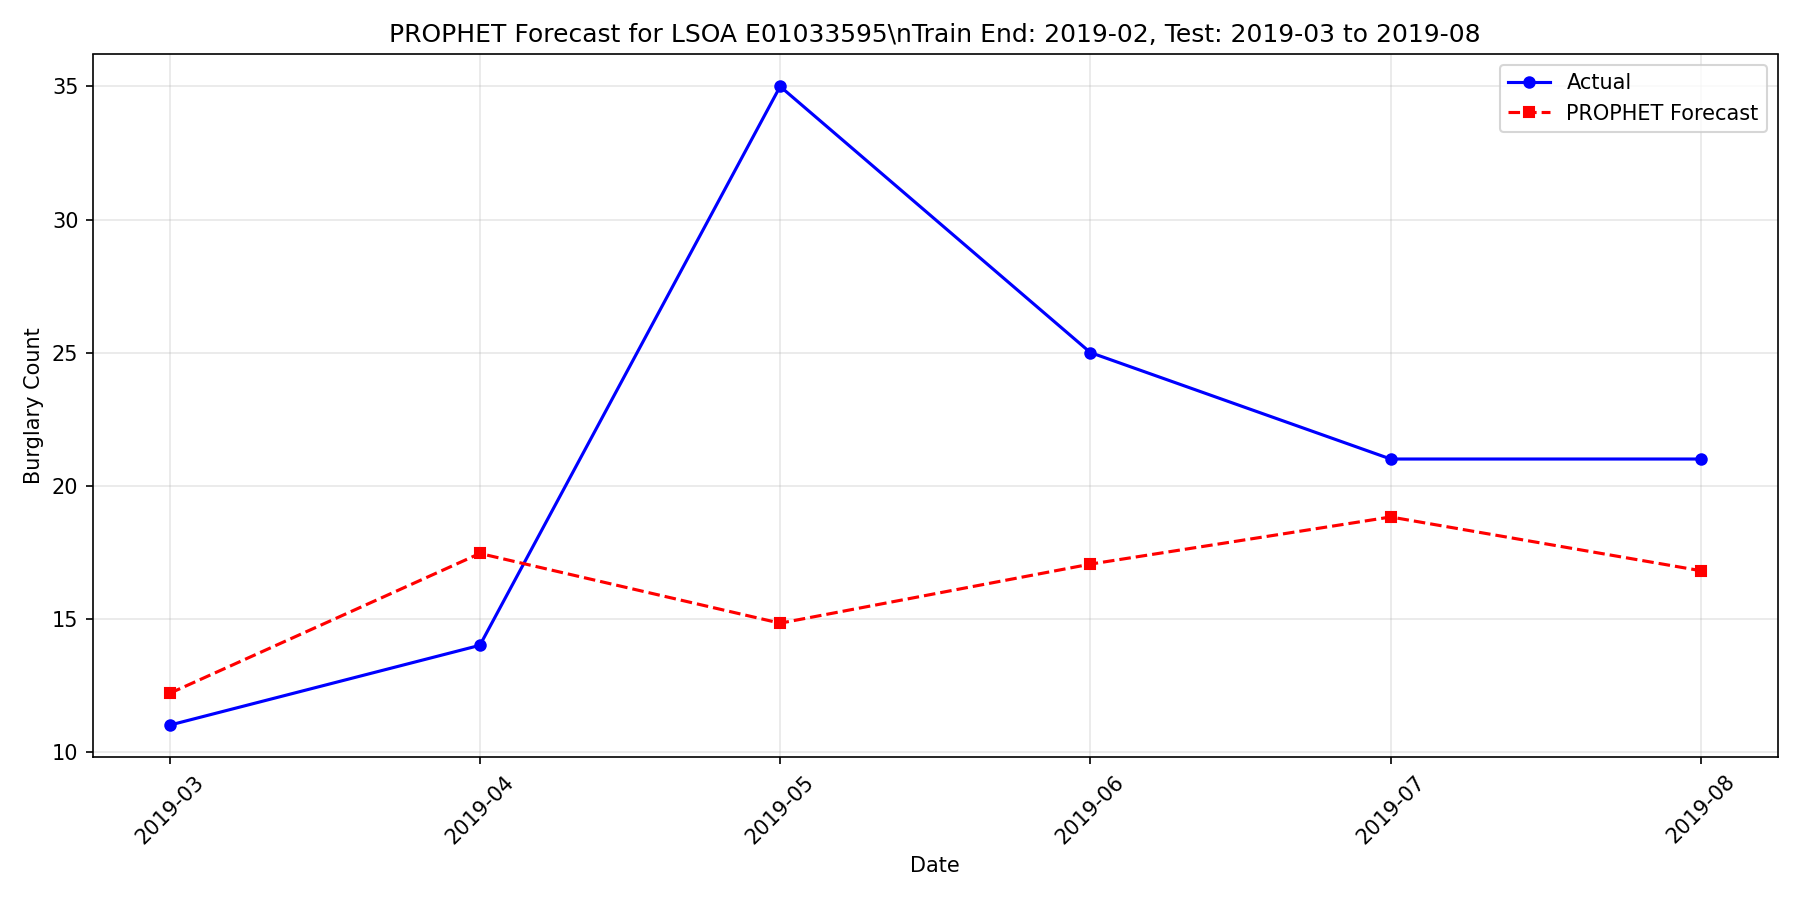 PROPHET Forecast for LSOA E01033595\nTrain End: 2019-02, Test: 2019-03 to 2019-08
Actual
PROPHET Forecast
Burglary Count
35
30
25
20
15
10
2019-03
2019-04
2019-05
2019-06
2019-07
2019-08
Date